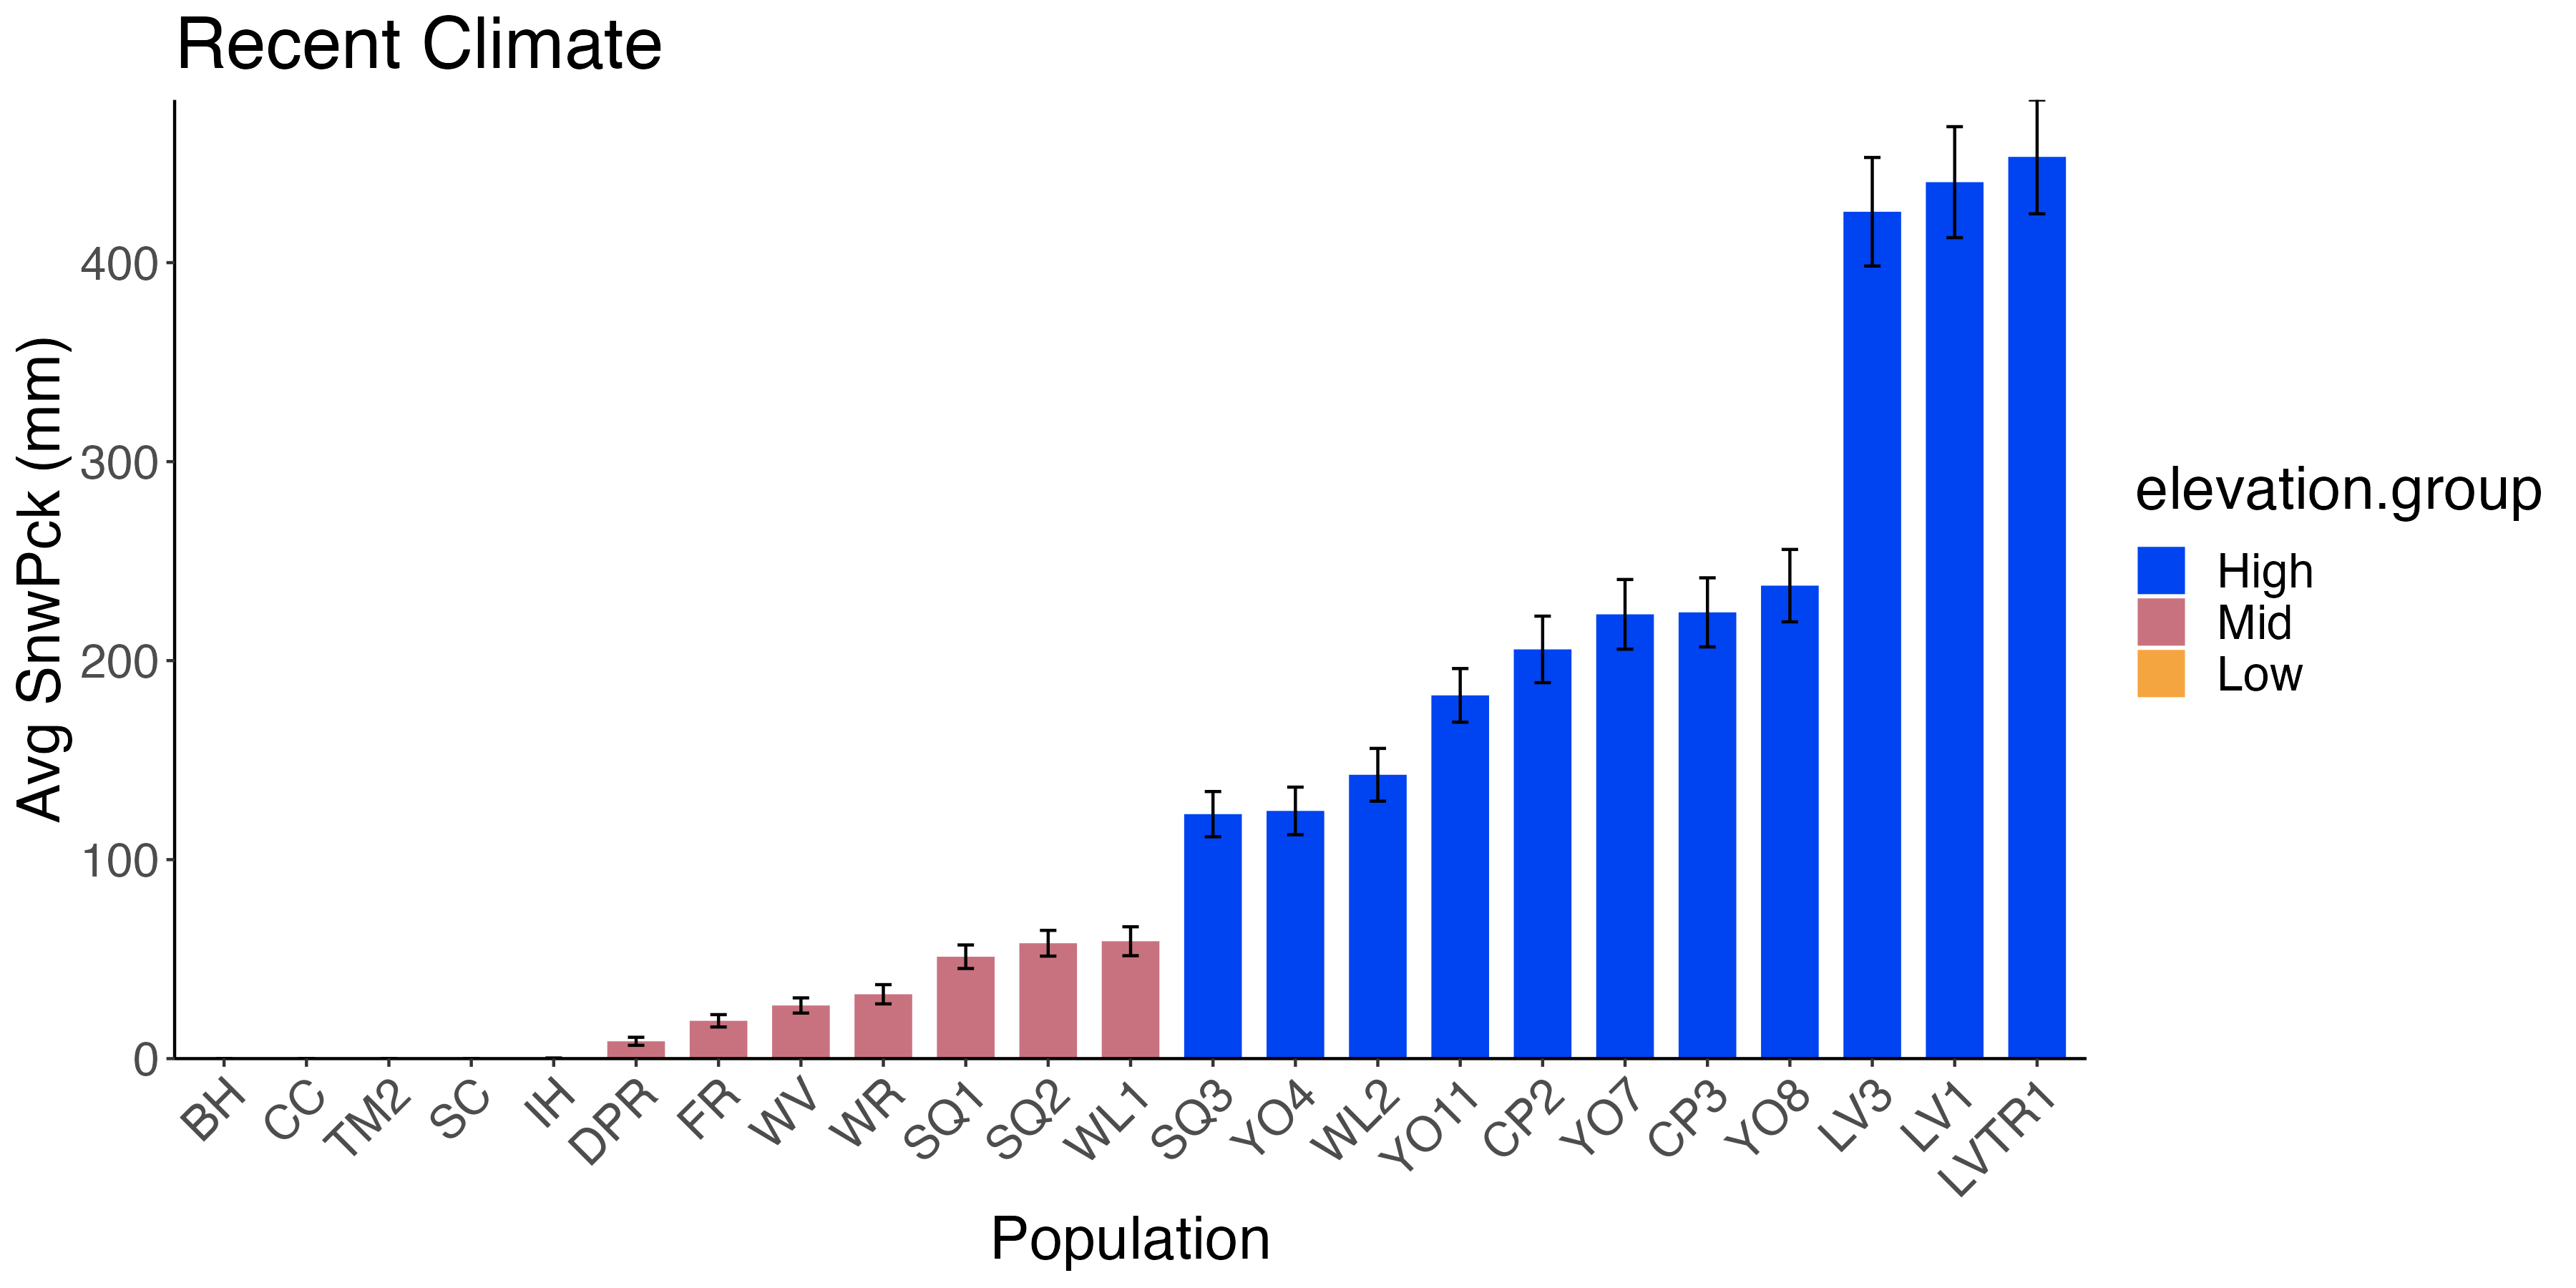 Recent Climate
Avg SnwPck (mm)
400
300
200
100
0
BH CC TM2 SC IH DPR FR WV WR SQ1 SQ2 WL1 SQ3 YO4 WL2 YO11 CP2 YO7 CP3 YO8 LV3 LV1 LVTR1
Population
elevation.group
High
Mid
Low